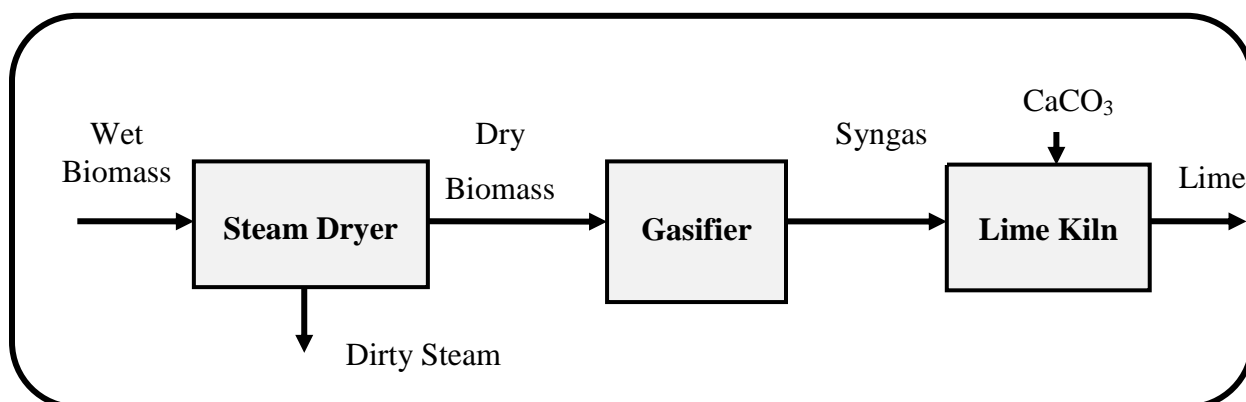 Wet
Biomass
Steam Dryer
Dirty Steam
Dry
Biomass
Gasifier
Syngas
CaCO₃
Lime Kiln
Lime